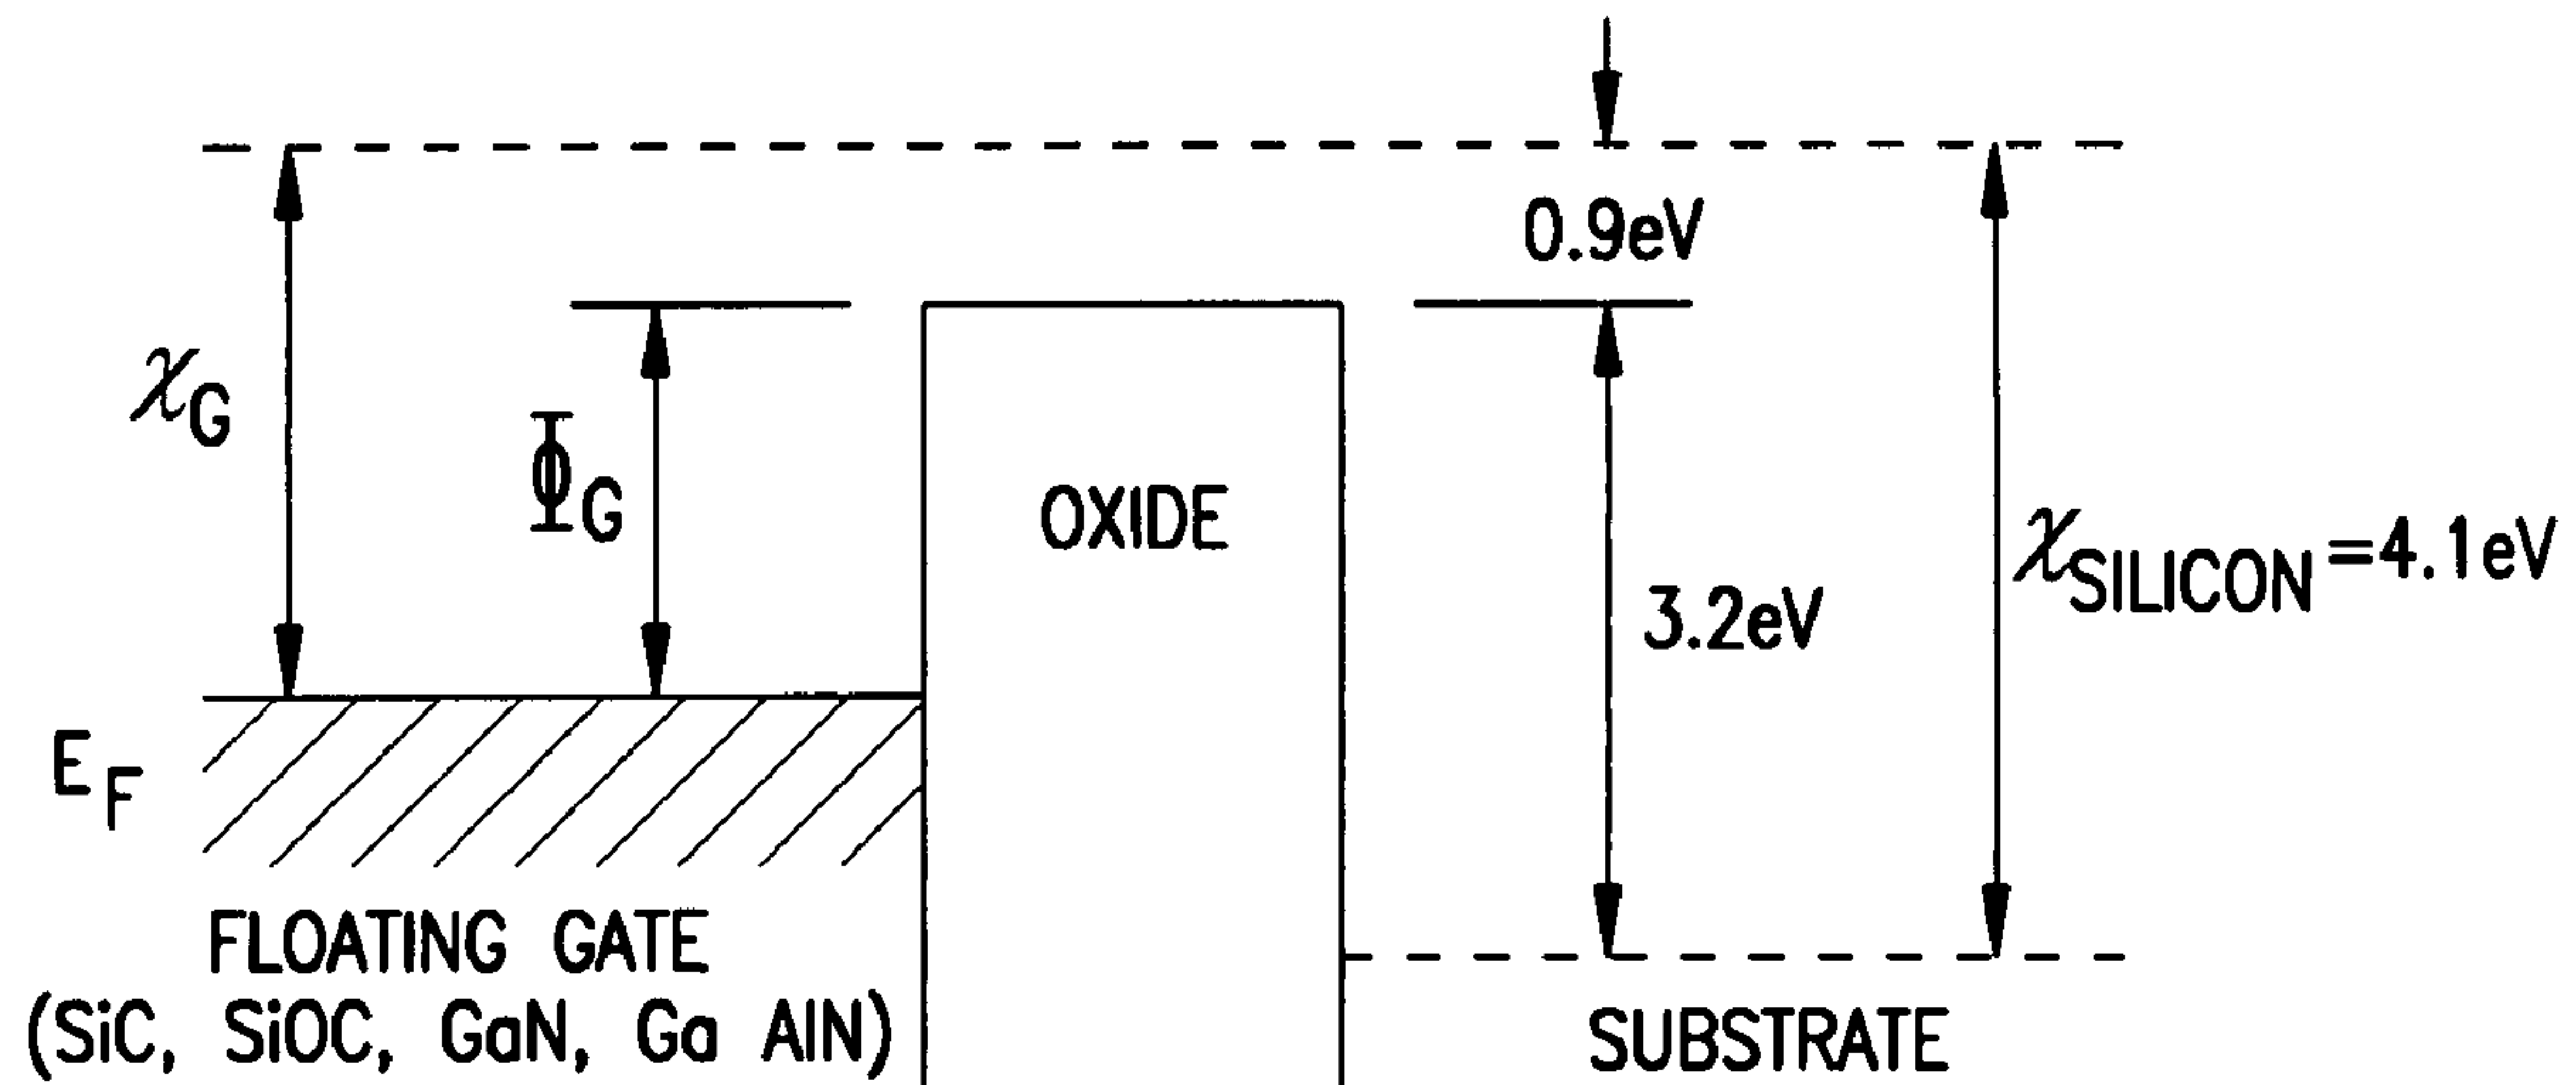 0.9eV
χG
ΦG
OXIDE
χSILICON=4.1eV
3.2eV
EF
FLOATING GATE
(SiC, SiOC, GaN, Ga AlN)
SUBSTRATE